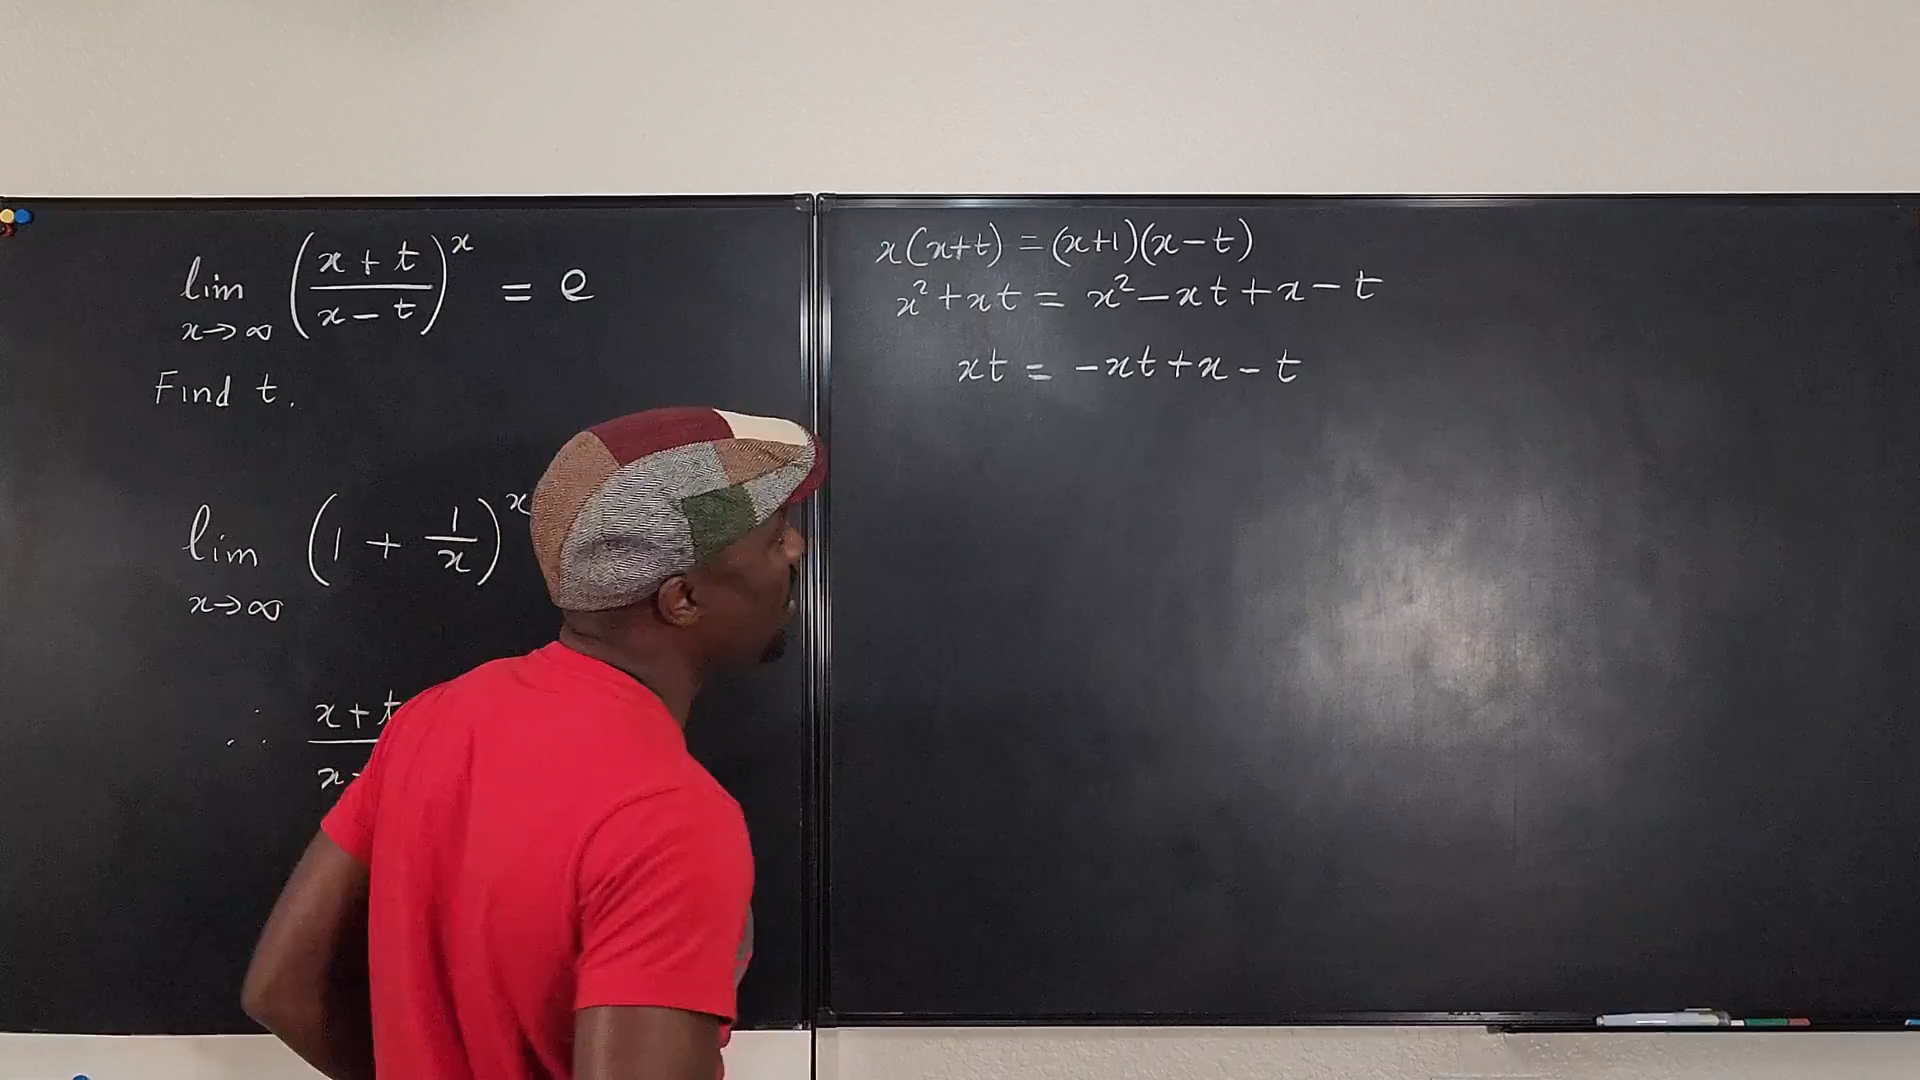 lim (x + t / x − t)^x = e
x→∞
Find t.
lim (1 + 1/x)^x
x→∞
∴ x + t
x −
x(x+t) = (x+1)(x−t)
x² + xt = x² − xt + x − t
xt = −xt + x − t